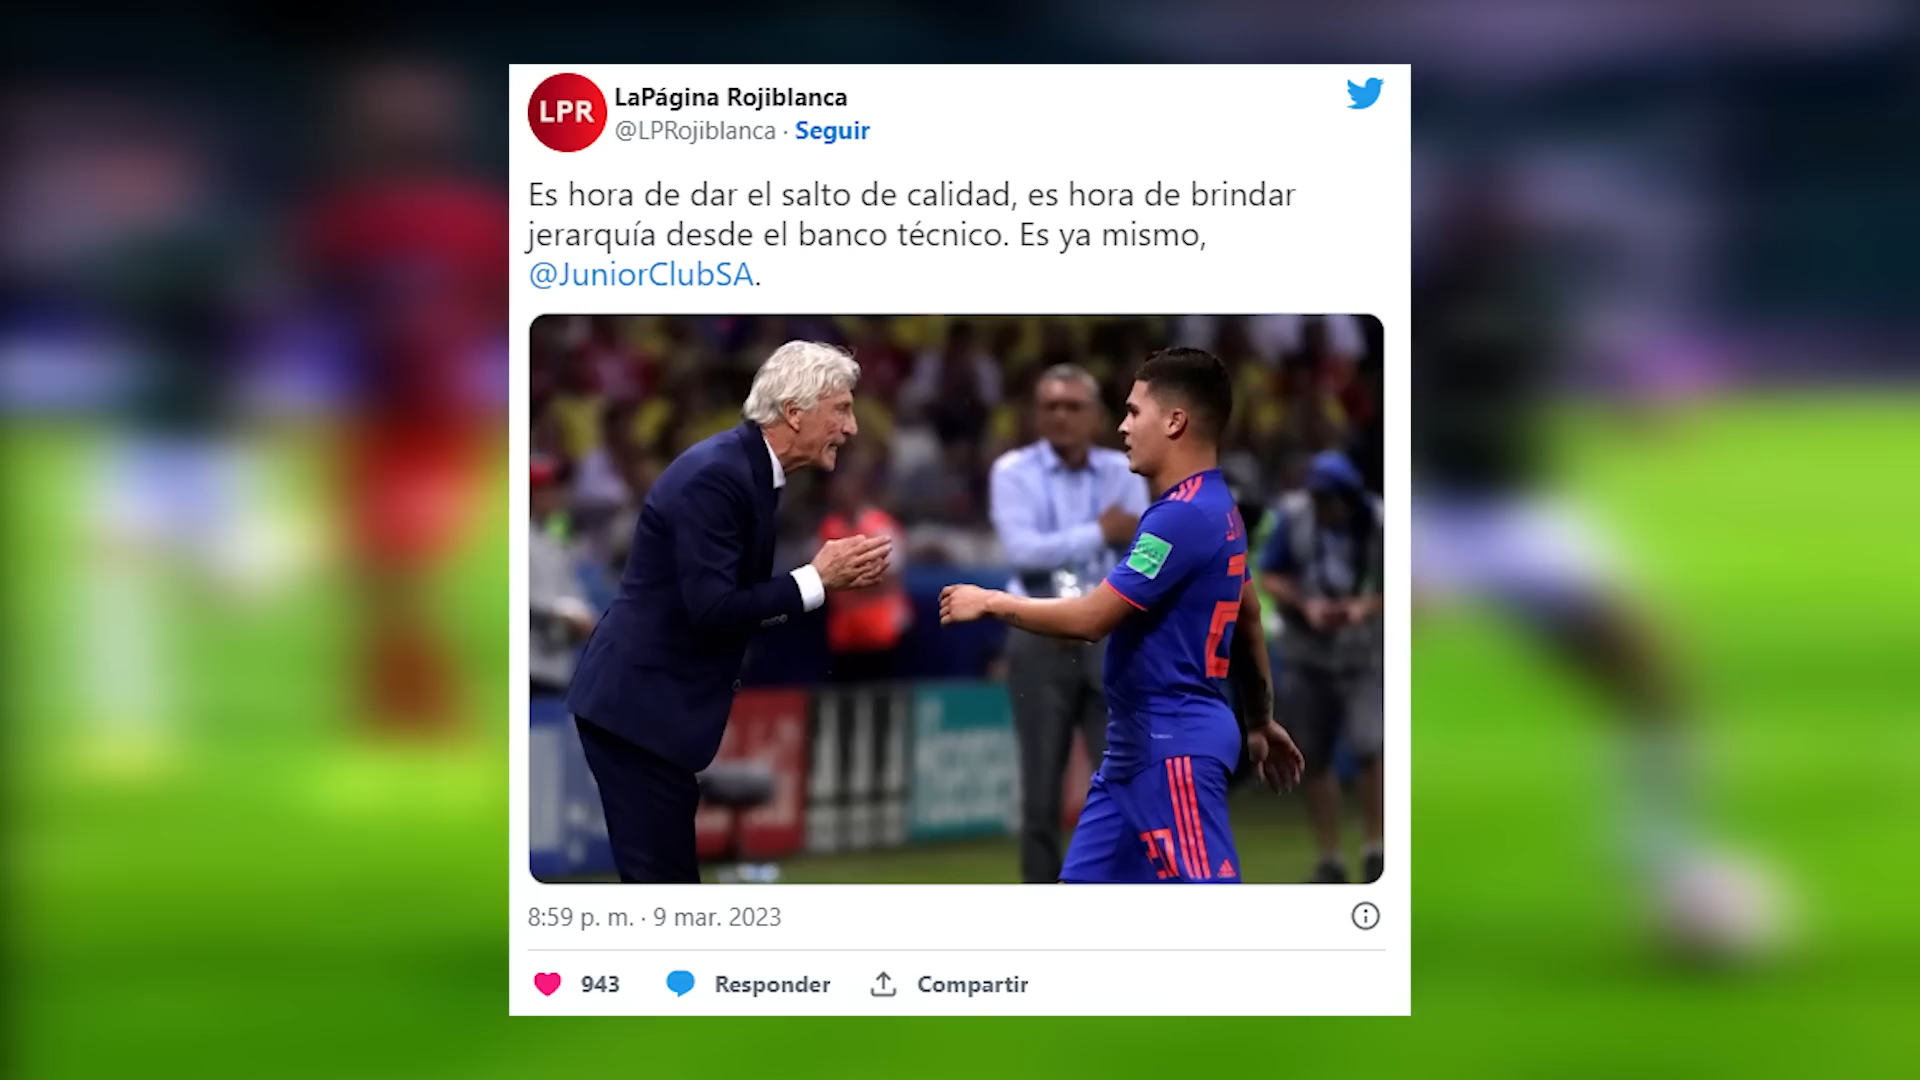 LPR
LaPágina Rojiblanca
@LPRojiblanca · Seguir
Es hora de dar el salto de calidad, es hora de brindar
jerarquía desde el banco técnico. Es ya mismo,
@JuniorClubSA.
8:59 p. m. · 9 mar. 2023
943
Responder
Compartir